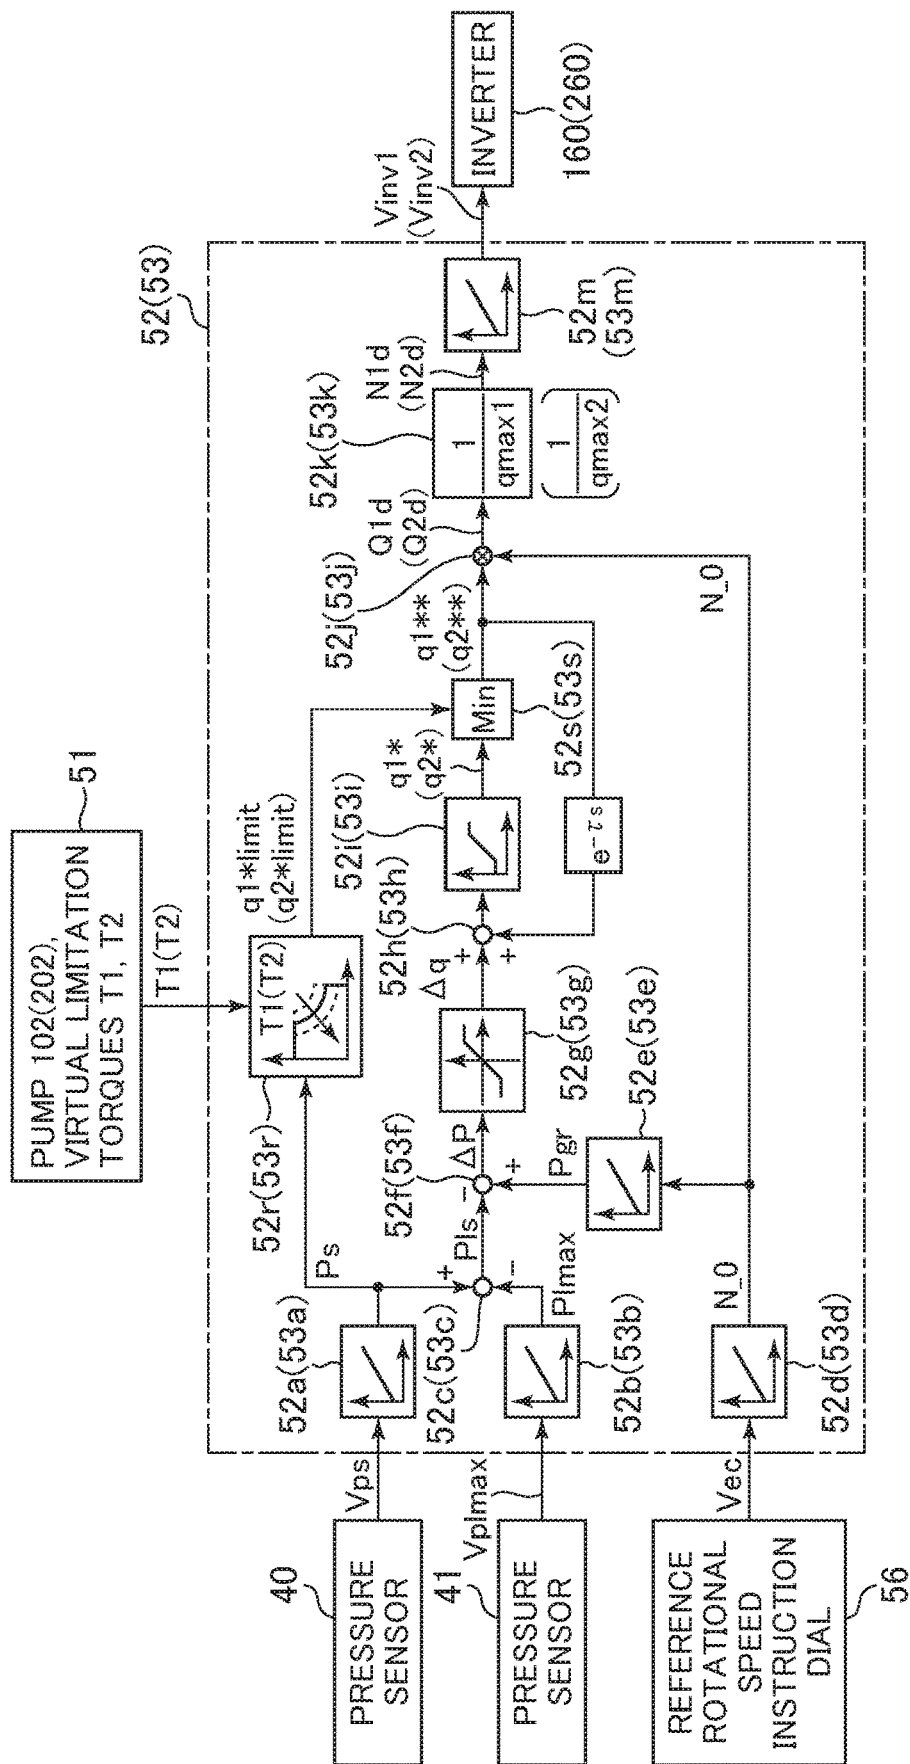 PUMP 102(202),
VIRTUAL LIMITATION
TORQUES T1, T2
51
T1(T2)
52(53)
PRESSURE
SENSOR
40
Vps
52a(53a)
Ps
52r(53r)
T1(T2)
q1*limit
(q2*limit)
PRESSURE
SENSOR
41
Vplmax
52b(53b)
Plmax
52c(53c)
+
-
Pls
52f(53f)
-
+
ΔP
Pgr
52g(53g)
52e(53e)
Δq
52h(53h)
+
+
52i(53i)
q1*
(q2*)
Min
52s(53s)
e-τs
q1**
(q2**)
52j(53j)
Q1d
(Q2d)
52k(53k)
1
qmax1
1
qmax2
N1d
(N2d)
52m
(53m)
Vinv1
(Vinv2)
INVERTER
160(260)
REFERENCE
ROTATIONAL
SPEED
INSTRUCTION
DIAL
56
Vec
52d(53d)
N_0
N_0